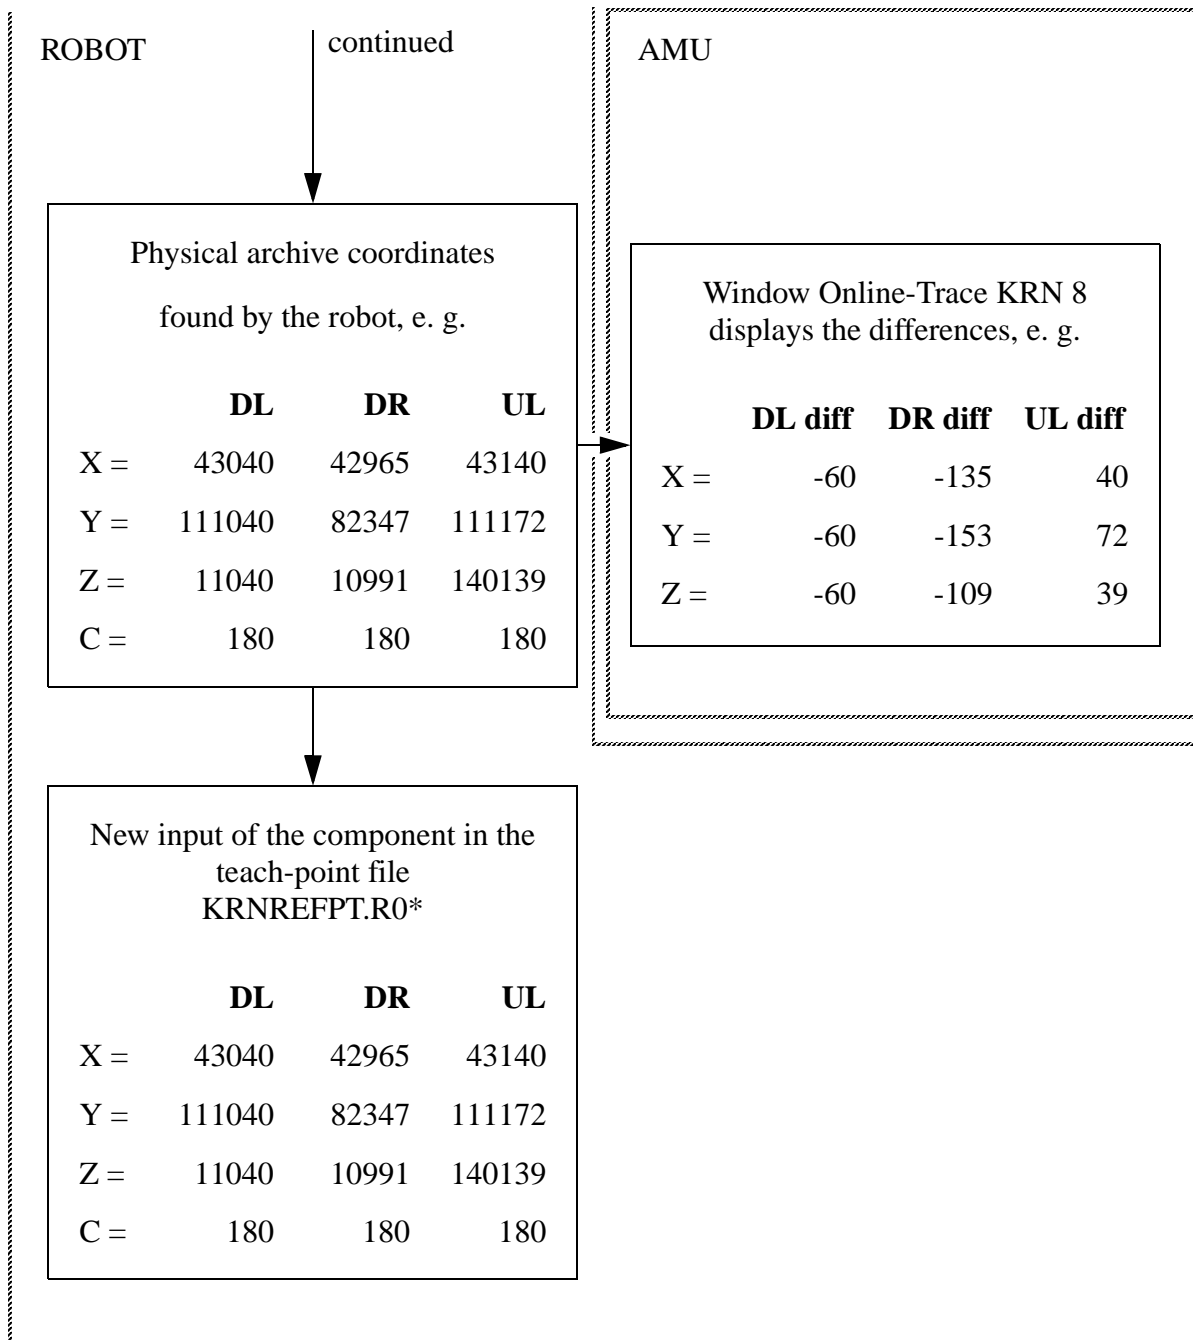 ROBOT
continued
Physical archive coordinates
found by the robot, e. g.
DL DR UL
X = 43040 42965 43140
Y = 111040 82347 111172
Z = 11040 10991 140139
C = 180 180 180
AMU
Window Online-Trace KRN 8
displays the differences, e. g.
DL diff DR diff UL diff
X = -60 -135 40
Y = -60 -153 72
Z = -60 -109 39
New input of the component in the
teach-point file
KRNREFPT.R0*
DL DR UL
X = 43040 42965 43140
Y = 111040 82347 111172
Z = 11040 10991 140139
C = 180 180 180